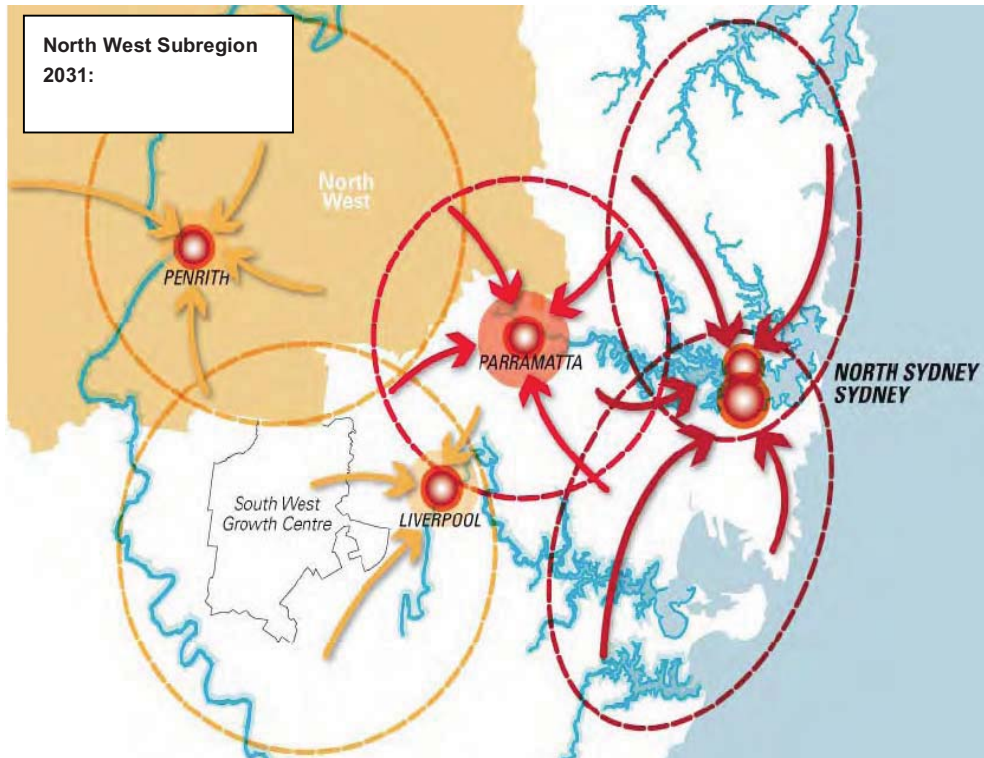 North West Subregion
2031:
North
West
PENRITH
PARRAMATTA
NORTH SYDNEY
SYDNEY
South West
Growth Centre
LIVERPOOL